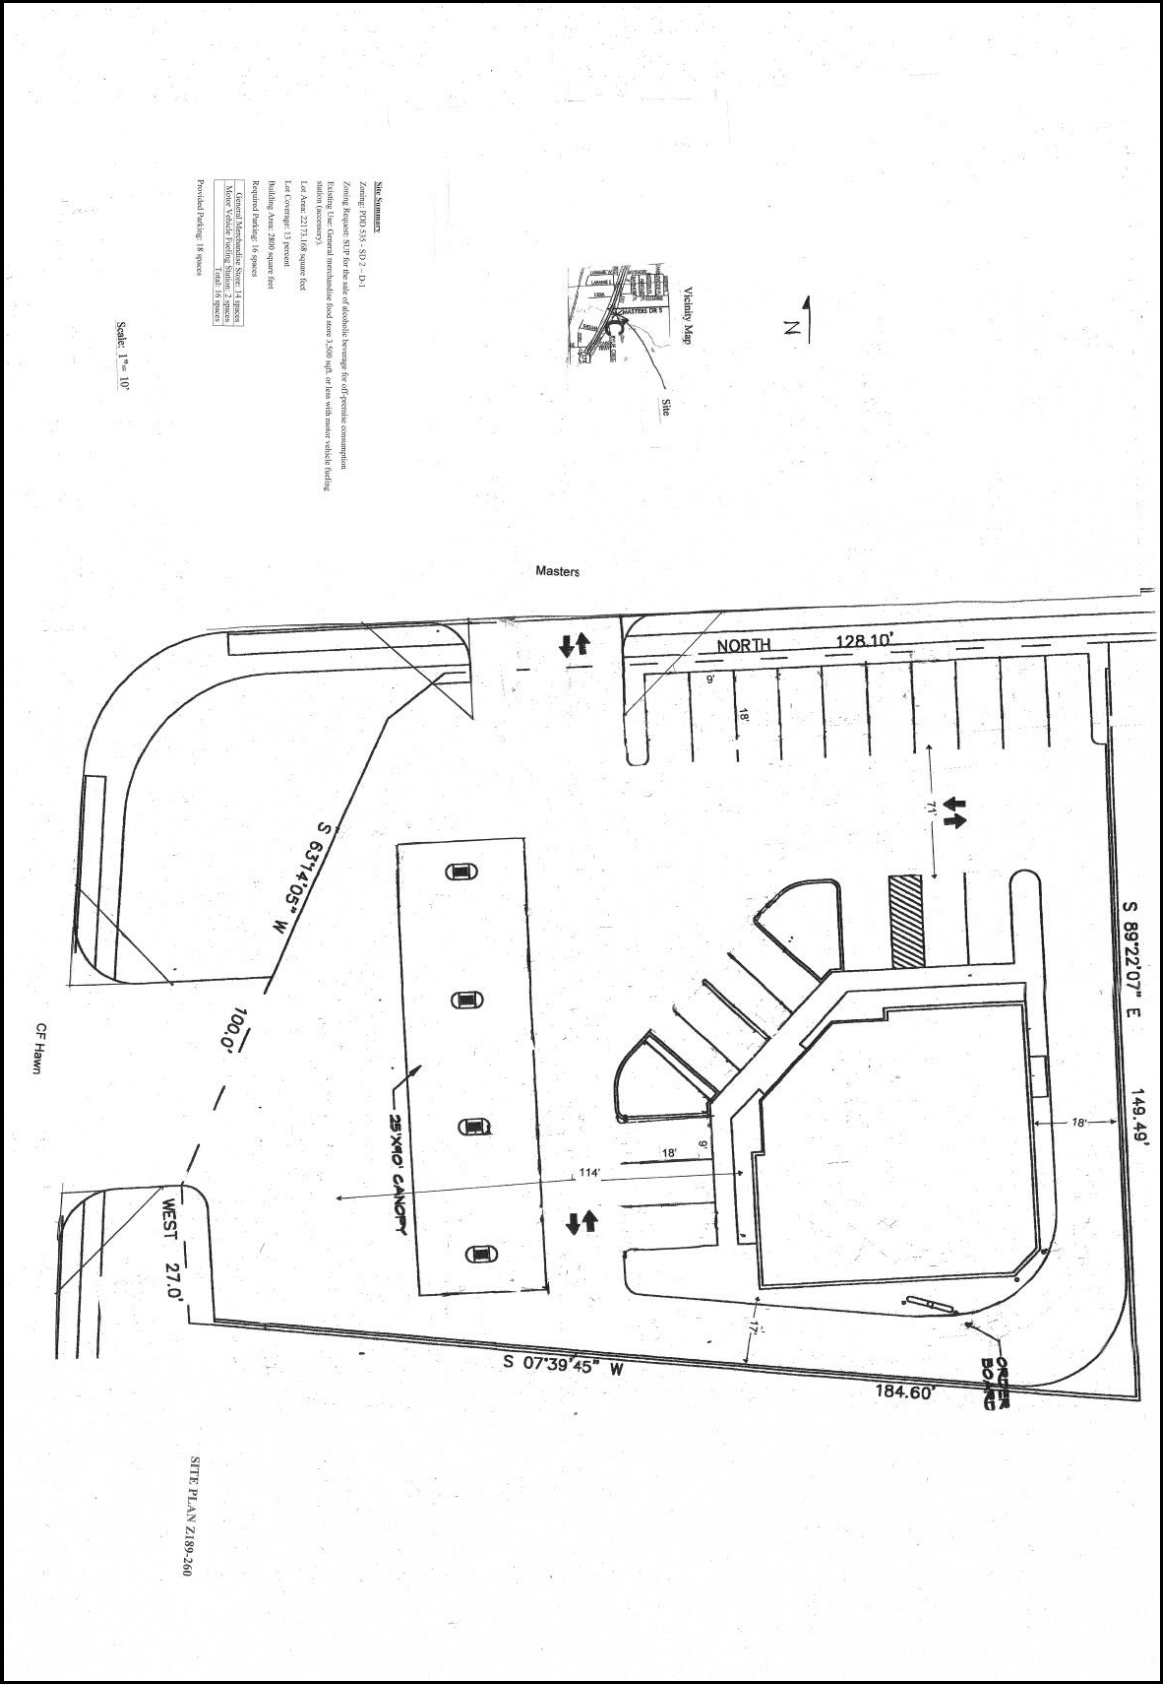 N
Vicinity Map
MASTERS DR S
Site
Site Summary
Zoning: PDD 535 - SD 2 – D-1
Zoning Request: SUP for the sale of alcoholic beverage for off-premise consumption
Existing Use: General merchandise food store 3,500 sqft. or less with motor vehicle fueling
station (accessory).
Lot Area: 22173.168 square feet
Lot Coverage: 13 percent
Building Area: 2800 square feet
Required Parking: 16 spaces
General Merchandise Store: 14 spaces
Motor Vehicle Fueling Station: 2 spaces
Total: 16 spaces
Provided Parking: 18 spaces
Scale: 1"= 10'
Masters
NORTH 128.10'
9'
18'
71'
S 63°14'05" W
100.0'
S 89°22'07" E 149.49'
18'
9'
18'
114'
25'X90' CANOPY
CF Hawn
WEST 27.0'
17'
ORDER
BOARD
S 07°39'45" W 184.60'
SITE PLAN Z189-260